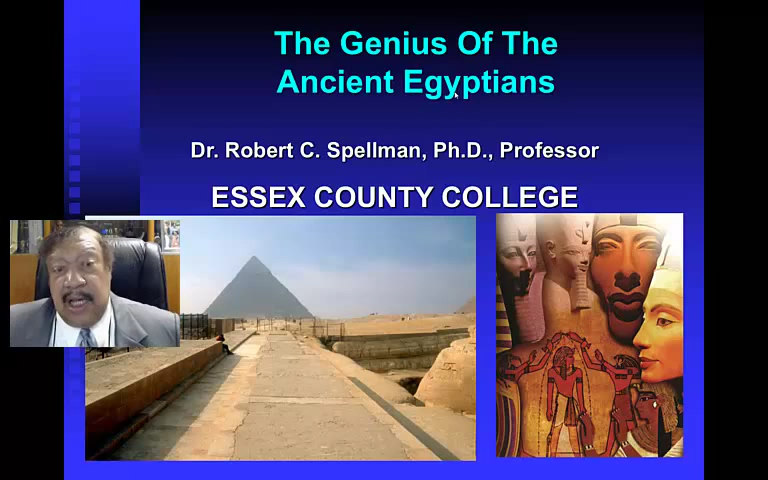 The Genius Of The
Ancient Egyptians
Dr. Robert C. Spellman, Ph.D., Professor
ESSEX COUNTY COLLEGE